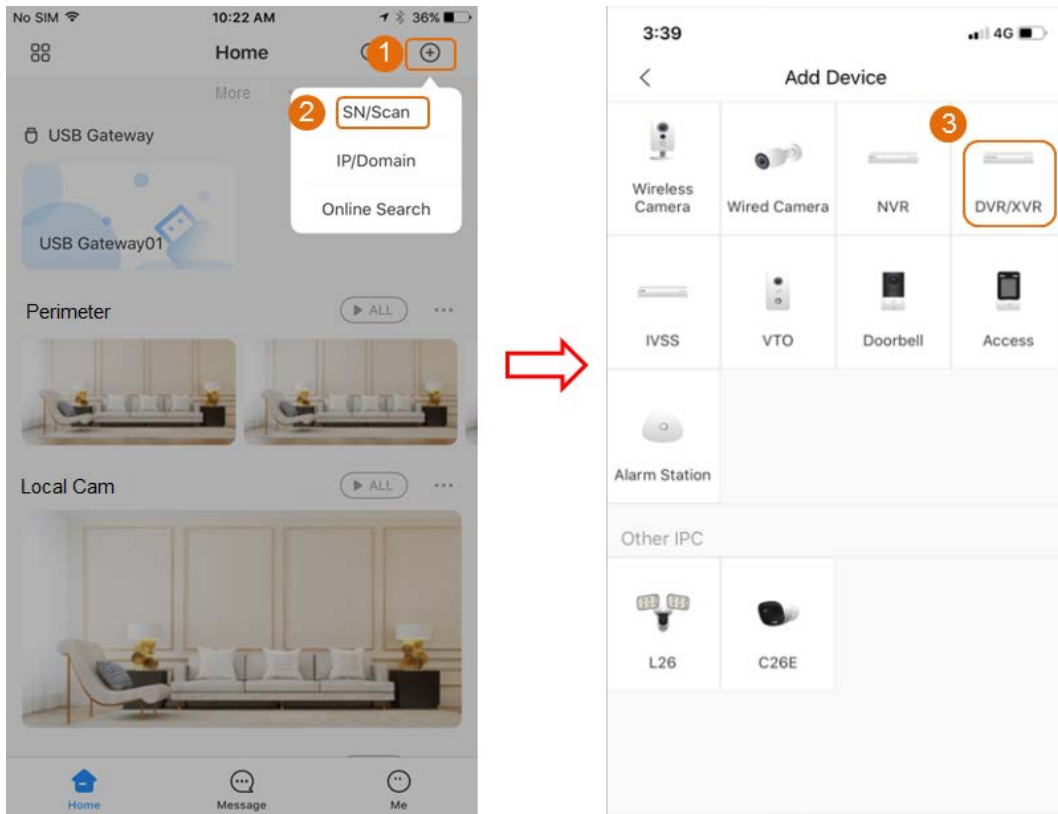 No SIM 10:22 AM 36%
Home
1
More
2 SN/Scan
IP/Domain
Online Search
USB Gateway
USB Gateway01
Perimeter
ALL
Local Cam
ALL
Home
Message
Me
3:39
4G
Add Device
3
Wireless
Camera
Wired Camera
NVR
DVR/XVR
IVSS
VTO
Doorbell
Access
Alarm Station
Other IPC
L26
C26E